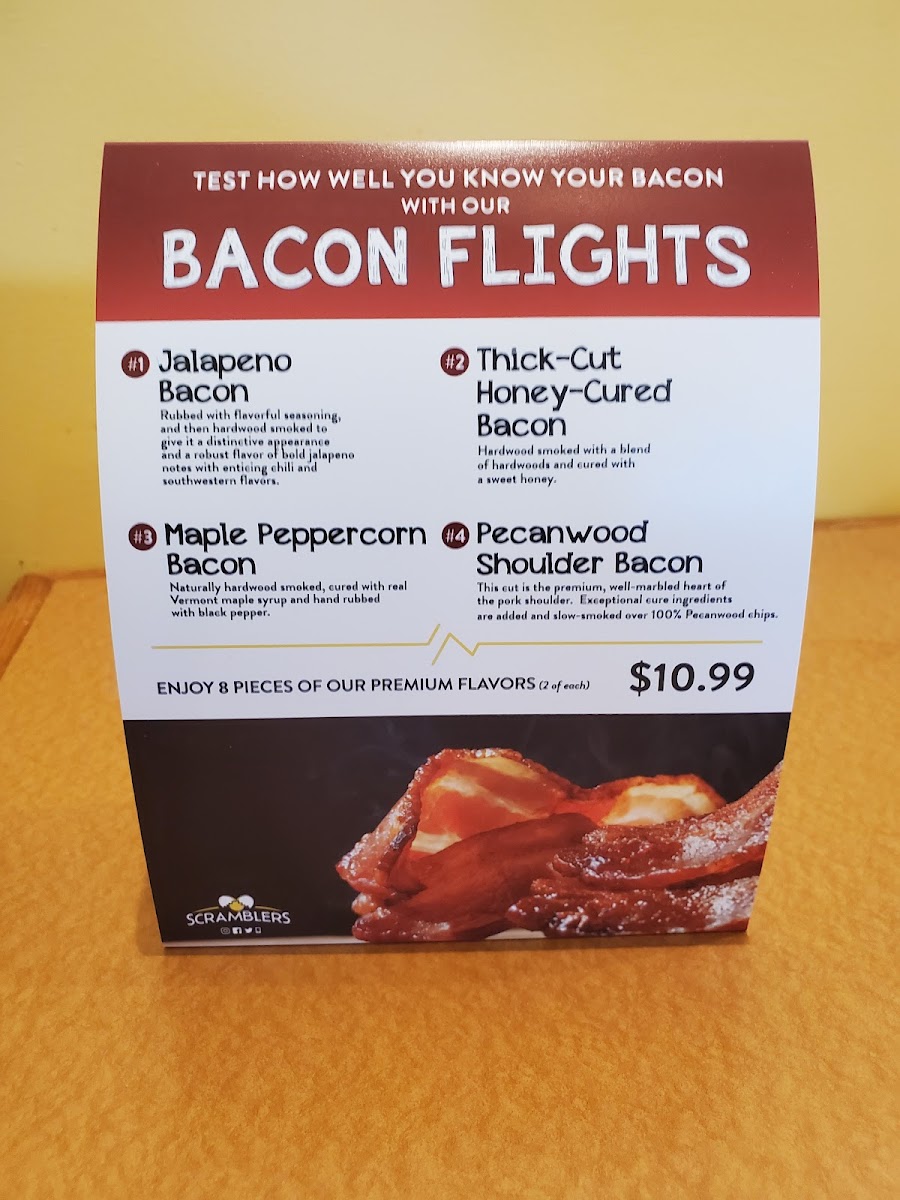 TEST HOW WELL YOU KNOW YOUR BACON
WITH OUR
BACON FLIGHTS
#1 Jalapeno
Bacon
Rubbed with flavorful seasoning,
and then hardwood smoked to
give it a distinctive appearance
and a robust flavor of bold jalapeno
notes with enticing chili and
southwestern flavors.
#2 Thick-Cut
Honey-Cured
Bacon
Hardwood smoked with a blend
of hardwoods and cured with
a sweet honey.
#3 Maple Peppercorn
Bacon
Naturally hardwood smoked, cured with real
Vermont maple syrup and hand rubbed
with black pepper.
#4 Pecanwood
Shoulder Bacon
This cut is the premium, well-marbled heart of
the pork shoulder. Exceptional cure ingredients
are added and slow-smoked over 100% Pecanwood chips.
ENJOY 8 PIECES OF OUR PREMIUM FLAVORS (2 of each) $10.99
SCRAMBLERS